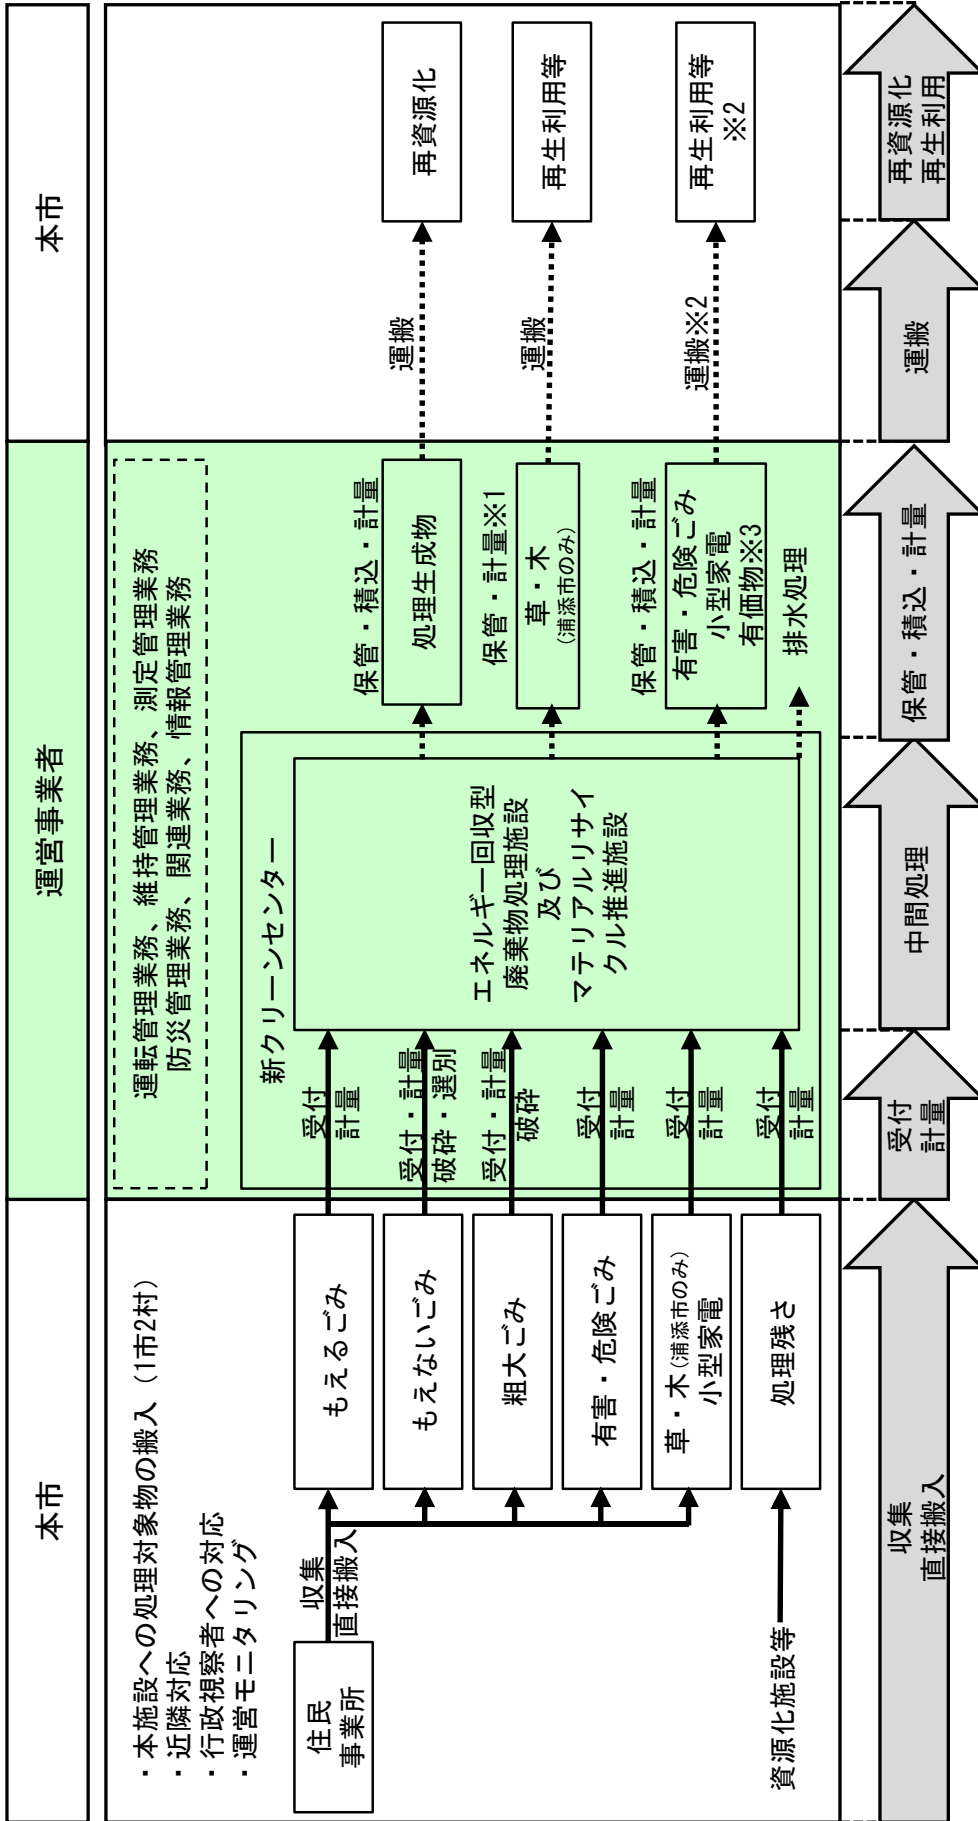 本市
運営事業者
本市
・本施設への処理対象物の搬入（1市2村）
・近隣対応
・行政視察者への対応
・運営モニタリング
住民
事業所
収集
直接搬入
資源化施設等
もえるごみ
もえないごみ
粗大ごみ
有害・危険ごみ
草・木(浦添市のみ)
小型家電
処理残さ
運転管理業務、維持管理業務、測定管理業務
防災管理業務、関連業務、情報管理業務
新クリーンセンター
受付
計量
受付・計量
破砕・選別
受付・計量
破砕
受付
計量
受付
計量
受付
計量
エネルギー回収型
廃棄物処理施設
及び
マテリアルリサイ
クル推進施設
保管・積込・計量
処理生成物
保管・計量※1
草・木
(浦添市のみ)
保管・積込・計量
有害・危険ごみ
小型家電
有価物※3
排水処理
運搬
運搬
運搬※2
再資源化
再生利用等
再生利用等
※2
収集
直接搬入
受付
計量
中間処理
保管・積込・計量
運搬
再資源化
再生利用